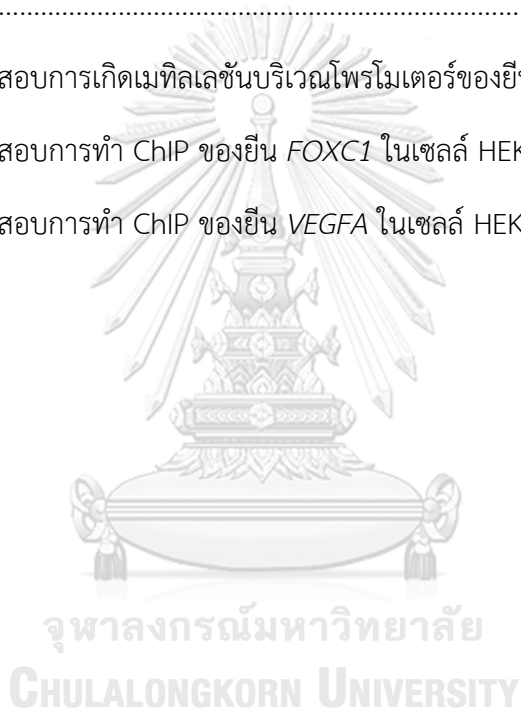 สอบการเกิดเมทิลเลชันบริเวณโพรโมเตอร์ของยีน
สอบการทำ ChIP ของยีน FOXC1 ในเซลล์ HEK
สอบการทำ ChIP ของยีน VEGFA ในเซลล์ HEK
จุฬาลงกรณ์มหาวิทยาลัย
CHULALONGKORN UNIVERSITY